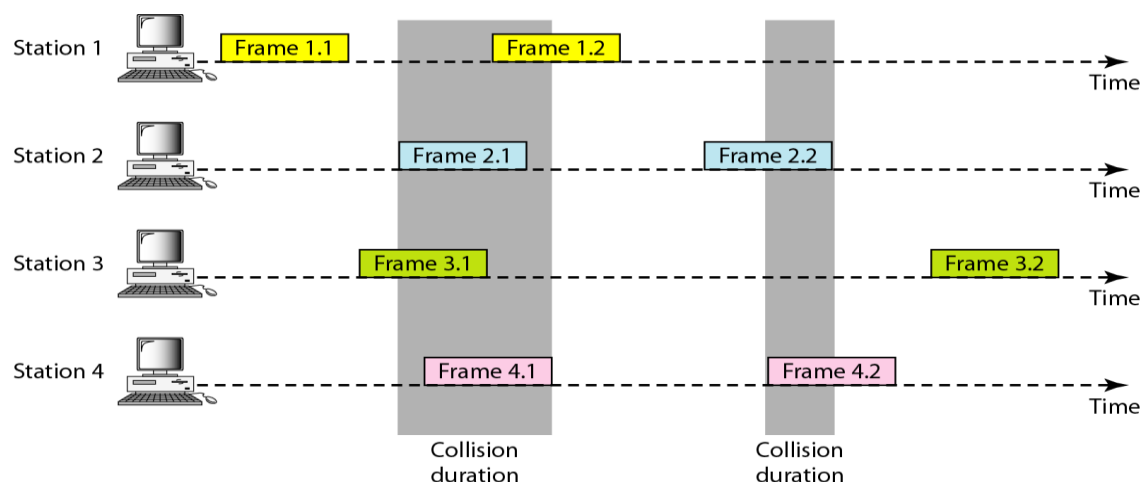 Station 1
Frame 1.1
Frame 1.2
Time
Station 2
Frame 2.1
Frame 2.2
Time
Station 3
Frame 3.1
Frame 3.2
Time
Station 4
Frame 4.1
Frame 4.2
Time
Collision
duration
Collision
duration